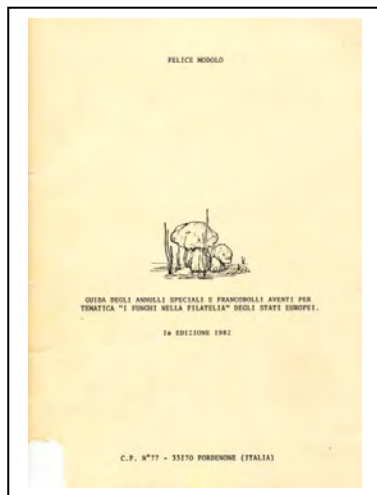 FELICE MODOLO
GUIDA DEGLI ANNULLI SPECIALI E FRANCOBOLLI AVENTI PER
TEMATICA "I FUNGHI NELLA FILATELIA" DEGLI STATI EUROPEI.
1a EDIZIONE 1982
C.P. N°77 - 33170 PORDENONE (ITALIA)